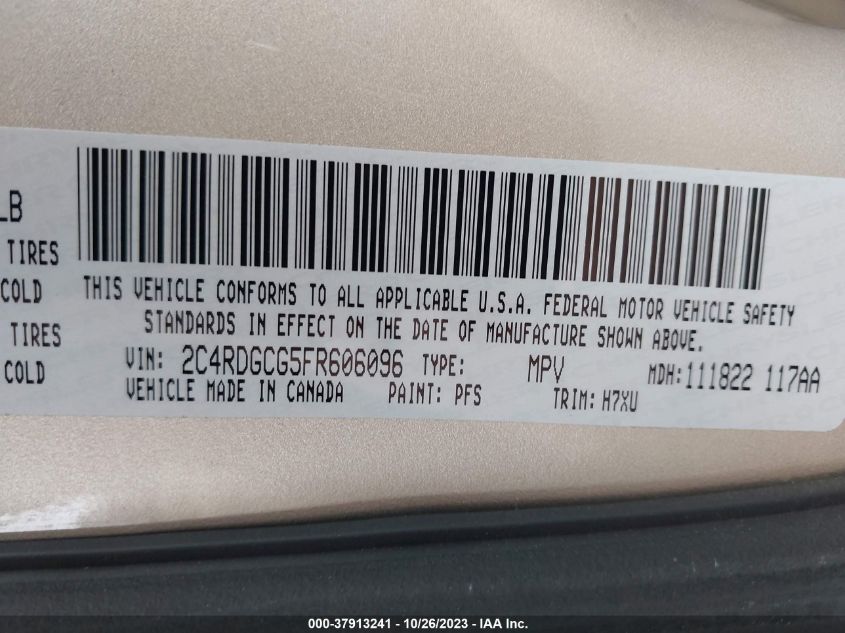 LB
TIRES
COLD
TIRES
COLD
THIS VEHICLE CONFORMS TO ALL APPLICABLE U.S.A. FEDERAL MOTOR VEHICLE SAFETY
STANDARDS IN EFFECT ON THE DATE OF MANUFACTURE SHOWN ABOVE.
VIN: 2C4RDGCG5FR606096 TYPE: MPV MDH:111822 117AA
VEHICLE MADE IN CANADA PAINT: PFS TRIM: H7XU
000-37913241 - 10/26/2023 - IAA Inc.